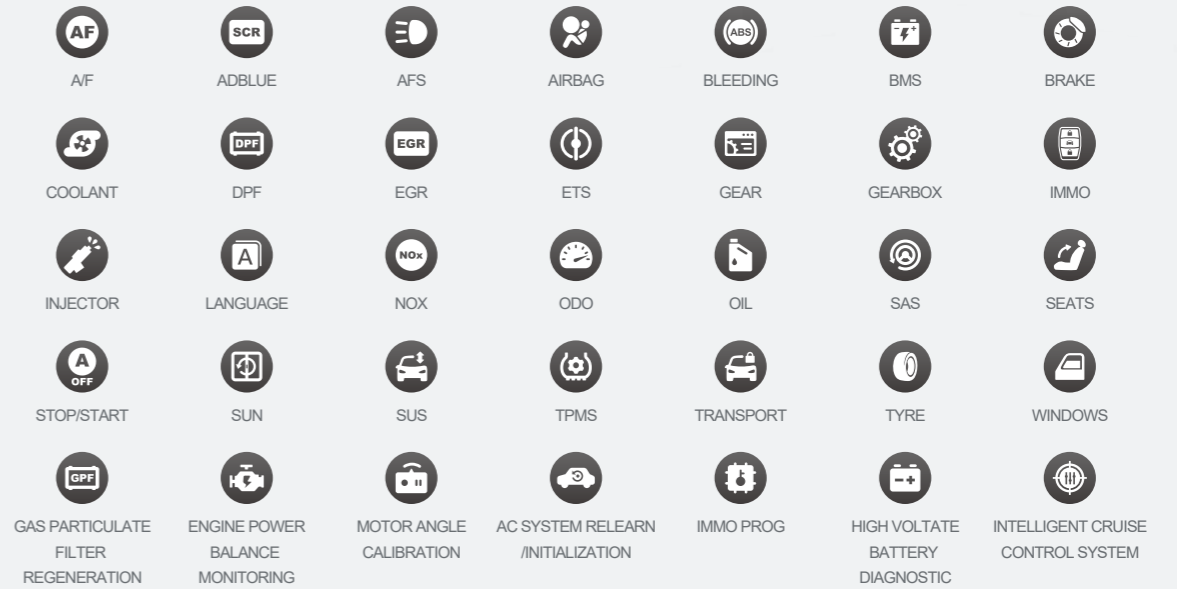 AF SCR ABS
A/F ADBLUE AFS AIRBAG BLEEDING BMS BRAKE
DPF EGR
COOLANT DPF EGR ETS GEAR GEARBOX IMMO
A NOx A
INJECTOR LANGUAGE NOX ODO OIL SAS SEATS
A
OFF
STOP/START SUN SUS TPMS TRANSPORT TYRE WINDOWS
GPF
GAS PARTICULATE ENGINE POWER MOTOR ANGLE AC SYSTEM RELEARN IMMO PROG HIGH VOLTATE INTELLIGENT CRUISE
FILTER BALANCE CALIBRATION /INITIALIZATION BATTERY CONTROL SYSTEM
REGENERATION MONITORING DIAGNOSTIC